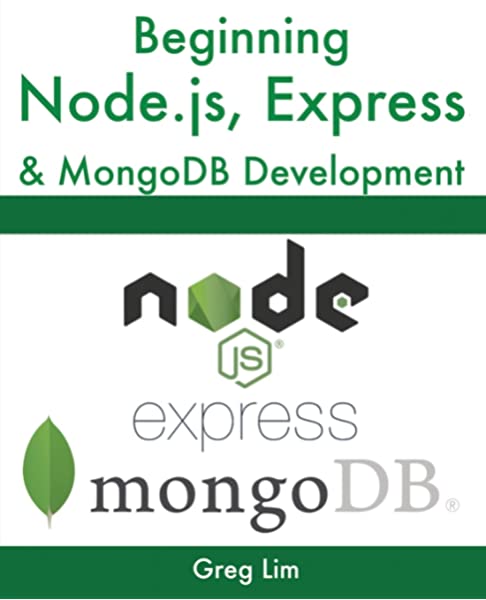 Beginning
Node.js, Express
& MongoDB Development
node
JS®
express
mongoDB®
Greg Lim